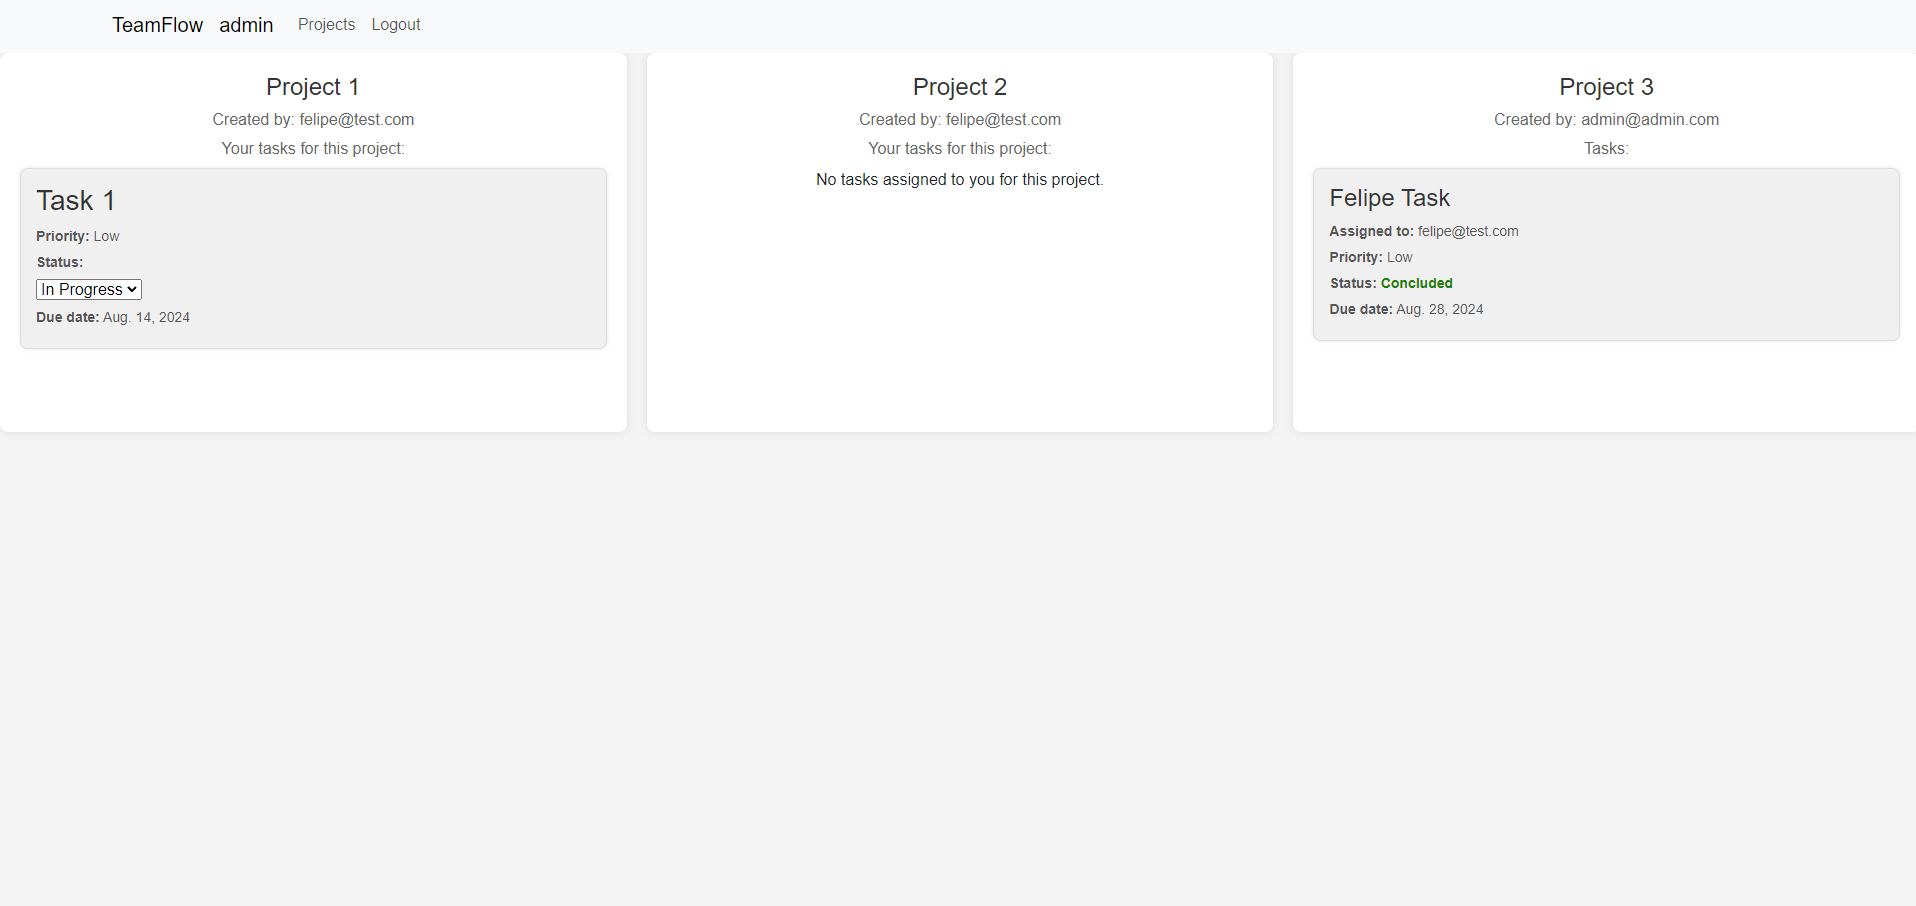 TeamFlow admin Projects Logout
Project 1
Created by: felipe@test.com
Your tasks for this project:
Task 1
Priority: Low
Status:
In Progress
Due date: Aug. 14, 2024
Project 2
Created by: felipe@test.com
Your tasks for this project:
No tasks assigned to you for this project.
Project 3
Created by: admin@admin.com
Tasks:
Felipe Task
Assigned to: felipe@test.com
Priority: Low
Status: Concluded
Due date: Aug. 28, 2024